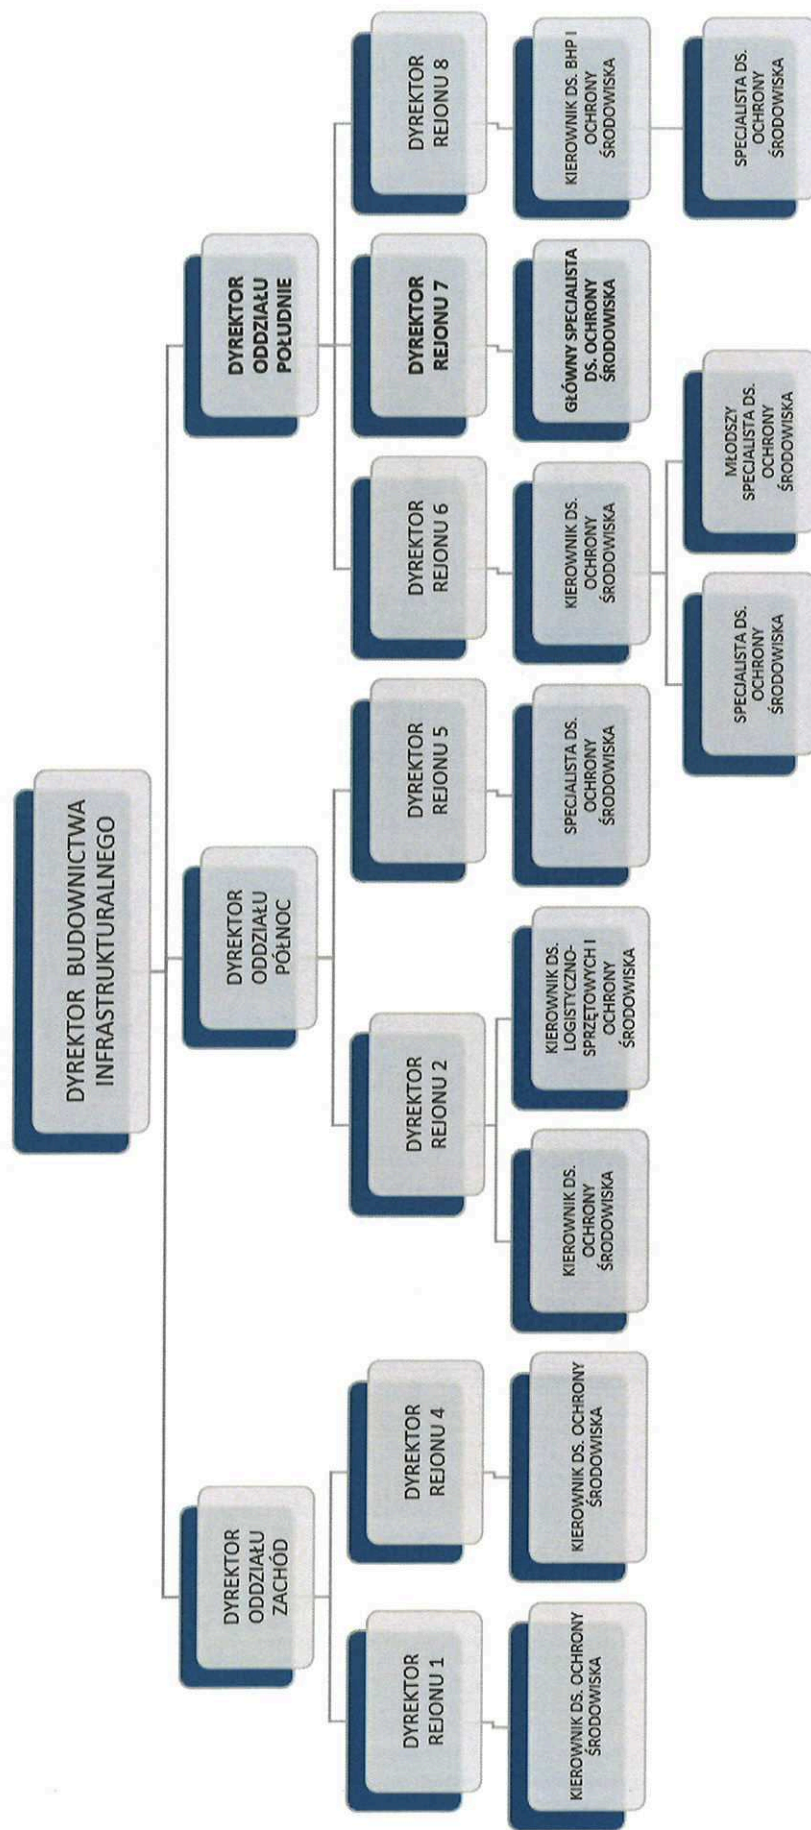 DYREKTOR BUDOWNICTWA
INFRASTRUKTURALNEGO
DYREKTOR
ODDZIAŁU
ZACHÓD
DYREKTOR
ODDZIAŁU
PÓŁNOC
DYREKTOR
ODDZIAŁU
POŁUDNIE
DYREKTOR
REJONU 1
DYREKTOR
REJONU 4
DYREKTOR
REJONU 2
DYREKTOR
REJONU 5
DYREKTOR
REJONU 6
DYREKTOR
REJONU 7
DYREKTOR
REJONU 8
KIEROWNIK DS. OCHRONY
ŚRODOWISKA
KIEROWNIK DS. OCHRONY
ŚRODOWISKA
KIEROWNIK DS.
OCHRONY
ŚRODOWISKA
KIEROWNIK DS.
LOGISTYCZNO-
SPRZĘTOWYCH I
OCHRONY
ŚRODOWISKA
SPECJALISTA DS.
OCHRONY
ŚRODOWISKA
KIEROWNIK DS.
OCHRONY
ŚRODOWISKA
GŁÓWNY SPECJALISTA
DS. OCHRONY
ŚRODOWISKA
KIEROWNIK DS. BHP I
OCHRONY
ŚRODOWISKA
SPECJALISTA DS.
OCHRONY
ŚRODOWISKA
MŁODSZY
SPECJALISTA DS.
OCHRONY
ŚRODOWISKA
SPECJALISTA DS.
OCHRONY
ŚRODOWISKA